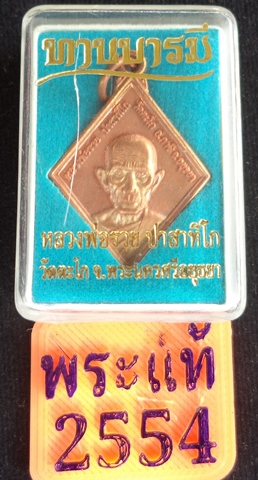 ทานบารมี
หลวงพ่อรวย ปาสาทิโก
วัดตะโก จ.พระนครศรีอยุธยา
พระแท้
2554